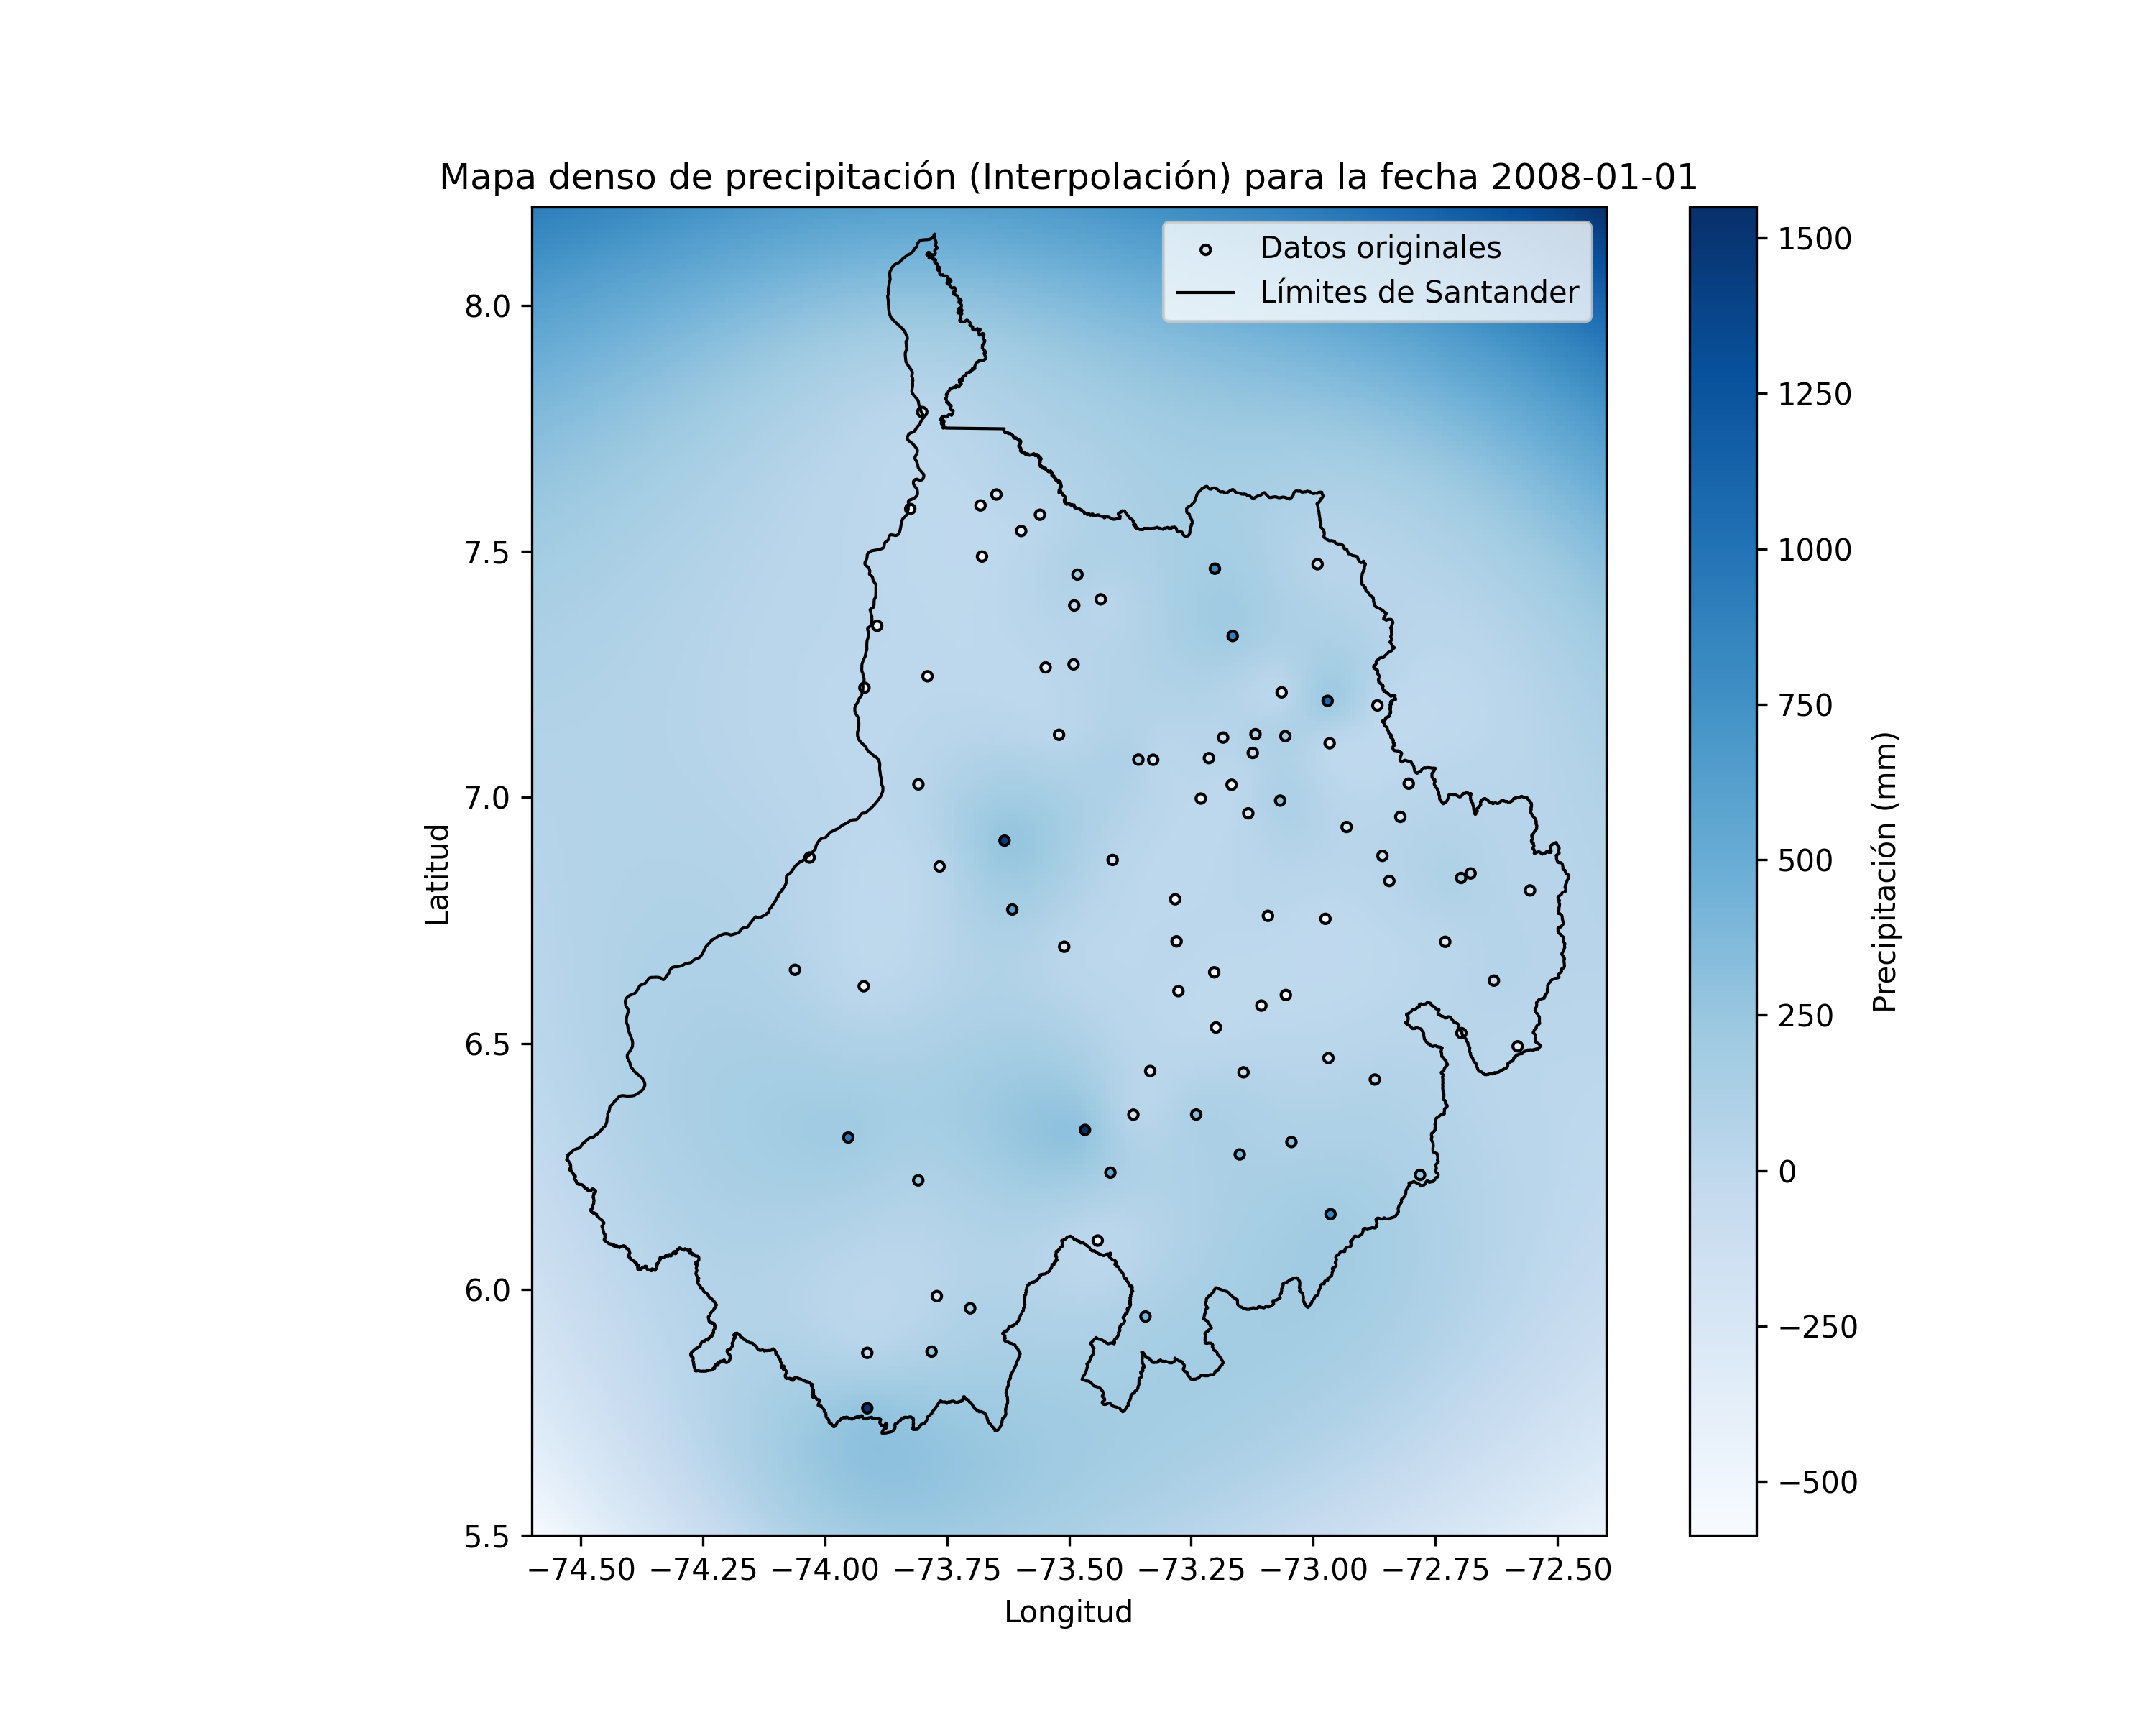 Mapa denso de precipitación (Interpolación) para la fecha 2008-01-01
Datos originales
Límites de Santander
8.0
7.5
7.0
6.5
6.0
5.5
Latitud
−74.50 −74.25 −74.00 −73.75 −73.50 −73.25 −73.00 −72.75 −72.50
Longitud
1500
1250
1000
750
500
250
0
−250
−500
Precipitación (mm)